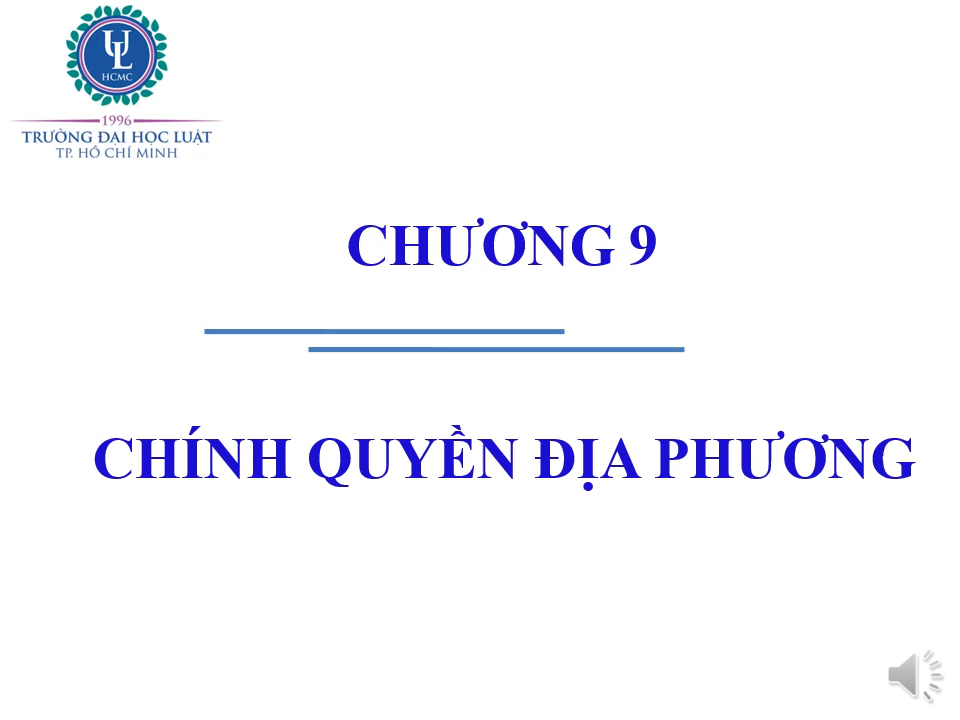 UL
HCMC
1996
TRƯỜNG ĐẠI HỌC LUẬT
TP. HỒ CHÍ MINH
CHƯƠNG 9
CHÍNH QUYỀN ĐỊA PHƯƠNG